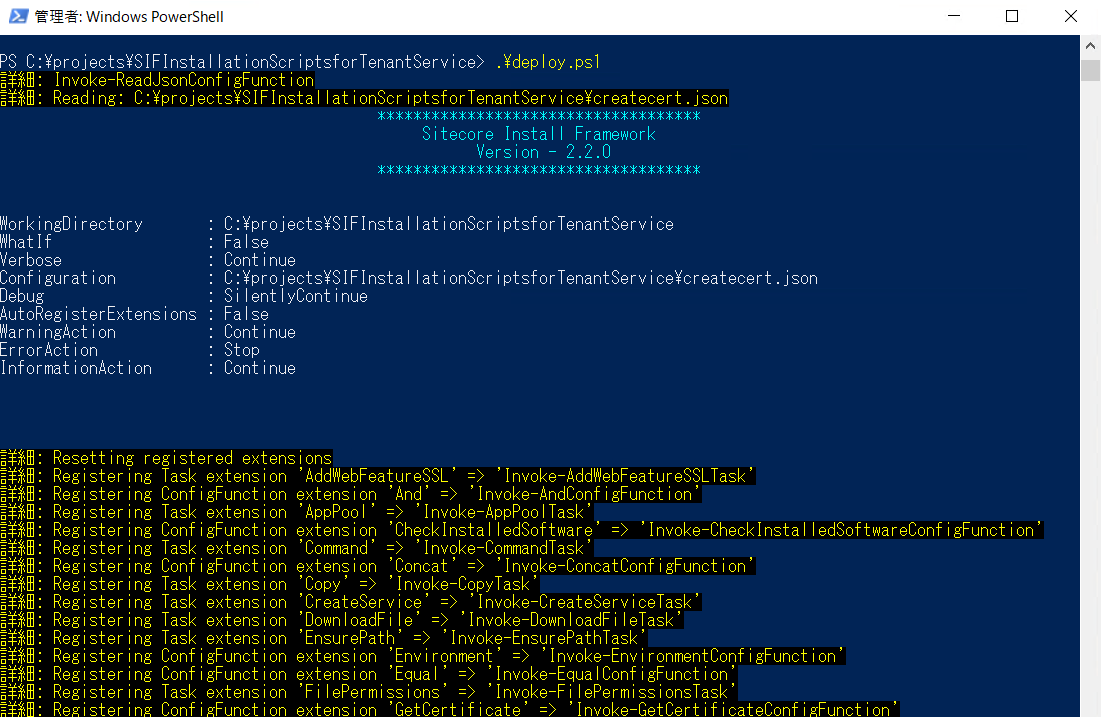 管理者: Windows PowerShell
PS C:¥projects¥SIFInstallationScriptsforTenantService> .¥deploy.ps1
詳細: Invoke-ReadJsonConfigFunction
詳細: Reading: C:¥projects¥SIFInstallationScriptsforTenantService¥createcert.json
************************************
Sitecore Install Framework
Version - 2.2.0
************************************
WorkingDirectory : C:¥projects¥SIFInstallationScriptsforTenantService
WhatIf : False
Verbose : Continue
Configuration : C:¥projects¥SIFInstallationScriptsforTenantService¥createcert.json
Debug : SilentlyContinue
AutoRegisterExtensions : False
WarningAction : Continue
ErrorAction : Stop
InformationAction : Continue
詳細: Resetting registered extensions
詳細: Registering Task extension 'AddWebFeatureSSL' => 'Invoke-AddWebFeatureSSLTask'
詳細: Registering ConfigFunction extension 'And' => 'Invoke-AndConfigFunction'
詳細: Registering Task extension 'AppPool' => 'Invoke-AppPoolTask'
詳細: Registering ConfigFunction extension 'CheckInstalledSoftware' => 'Invoke-CheckInstalledSoftwareConfigFunction'
詳細: Registering Task extension 'Command' => 'Invoke-CommandTask'
詳細: Registering ConfigFunction extension 'Concat' => 'Invoke-ConcatConfigFunction'
詳細: Registering Task extension 'Copy' => 'Invoke-CopyTask'
詳細: Registering Task extension 'CreateService' => 'Invoke-CreateServiceTask'
詳細: Registering Task extension 'DownloadFile' => 'Invoke-DownloadFileTask'
詳細: Registering Task extension 'EnsurePath' => 'Invoke-EnsurePathTask'
詳細: Registering ConfigFunction extension 'Environment' => 'Invoke-EnvironmentConfigFunction'
詳細: Registering ConfigFunction extension 'Equal' => 'Invoke-EqualConfigFunction'
詳細: Registering Task extension 'FilePermissions' => 'Invoke-FilePermissionsTask'
詳細: Registering ConfigFunction extension 'GetCertificate' => 'Invoke-GetCertificateConfigFunction'